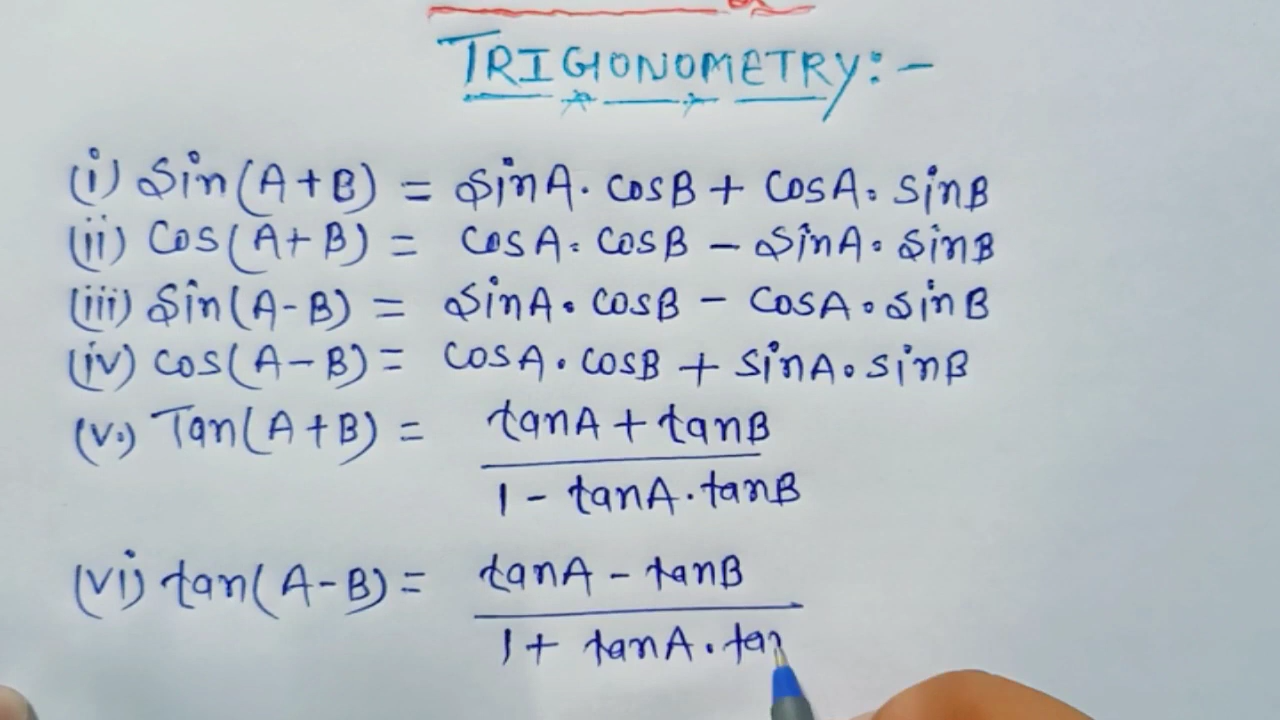 TRIGONOMETRY:-
(i) Sin(A+B) = SinA. cosB + CosA. sinB
(ii) Cos(A+B) = cosA. cosB - SinA. sinB
(iii) Sin(A-B) = SinA. cosB - CosA. sinB
(iv) cos(A-B) = cosA. cosB + sinA. sinB
(v.) Tan(A+B) = tanA + tanB
1 - tanA. tanB
(vi) tan(A-B) = tanA - tanB
1 + tanA. tan